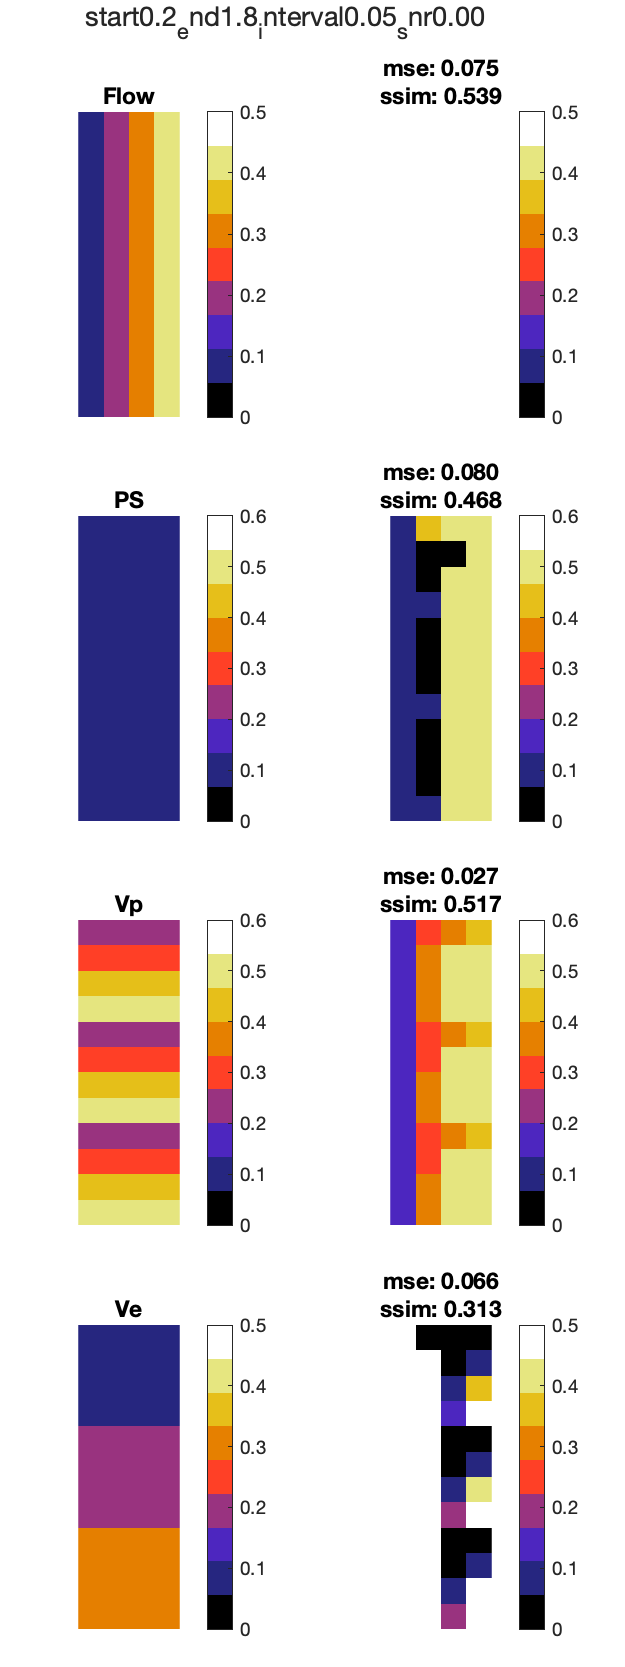 start0.2end1.8interval0.05snr0.00
mse: 0.075
Flow ssim: 0.539
0.5 0.5
0.4 0.4
0.3 0.3
0.2 0.2
0.1 0.1
0 0
mse: 0.080
PS ssim: 0.468
0.6 0.6
0.5 0.5
0.4 0.4
0.3 0.3
0.2 0.2
0.1 0.1
0 0
mse: 0.027
Vp ssim: 0.517
0.6 0.6
0.5 0.5
0.4 0.4
0.3 0.3
0.2 0.2
0.1 0.1
0 0
mse: 0.066
Ve ssim: 0.313
0.5 0.5
0.4 0.4
0.3 0.3
0.2 0.2
0.1 0.1
0 0